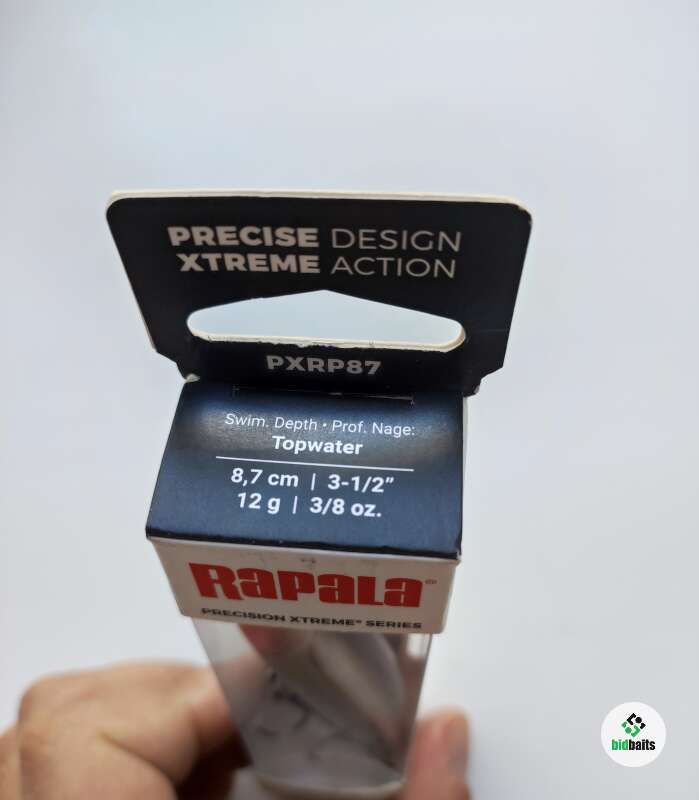 PRECISE DESIGN
XTREME ACTION
PXRP87
Swim. Depth • Prof. Nage:
Topwater
8,7 cm | 3-1/2"
12 g | 3/8 oz.
RAPALA®
PRECISION XTREME® SERIES
bidbaits